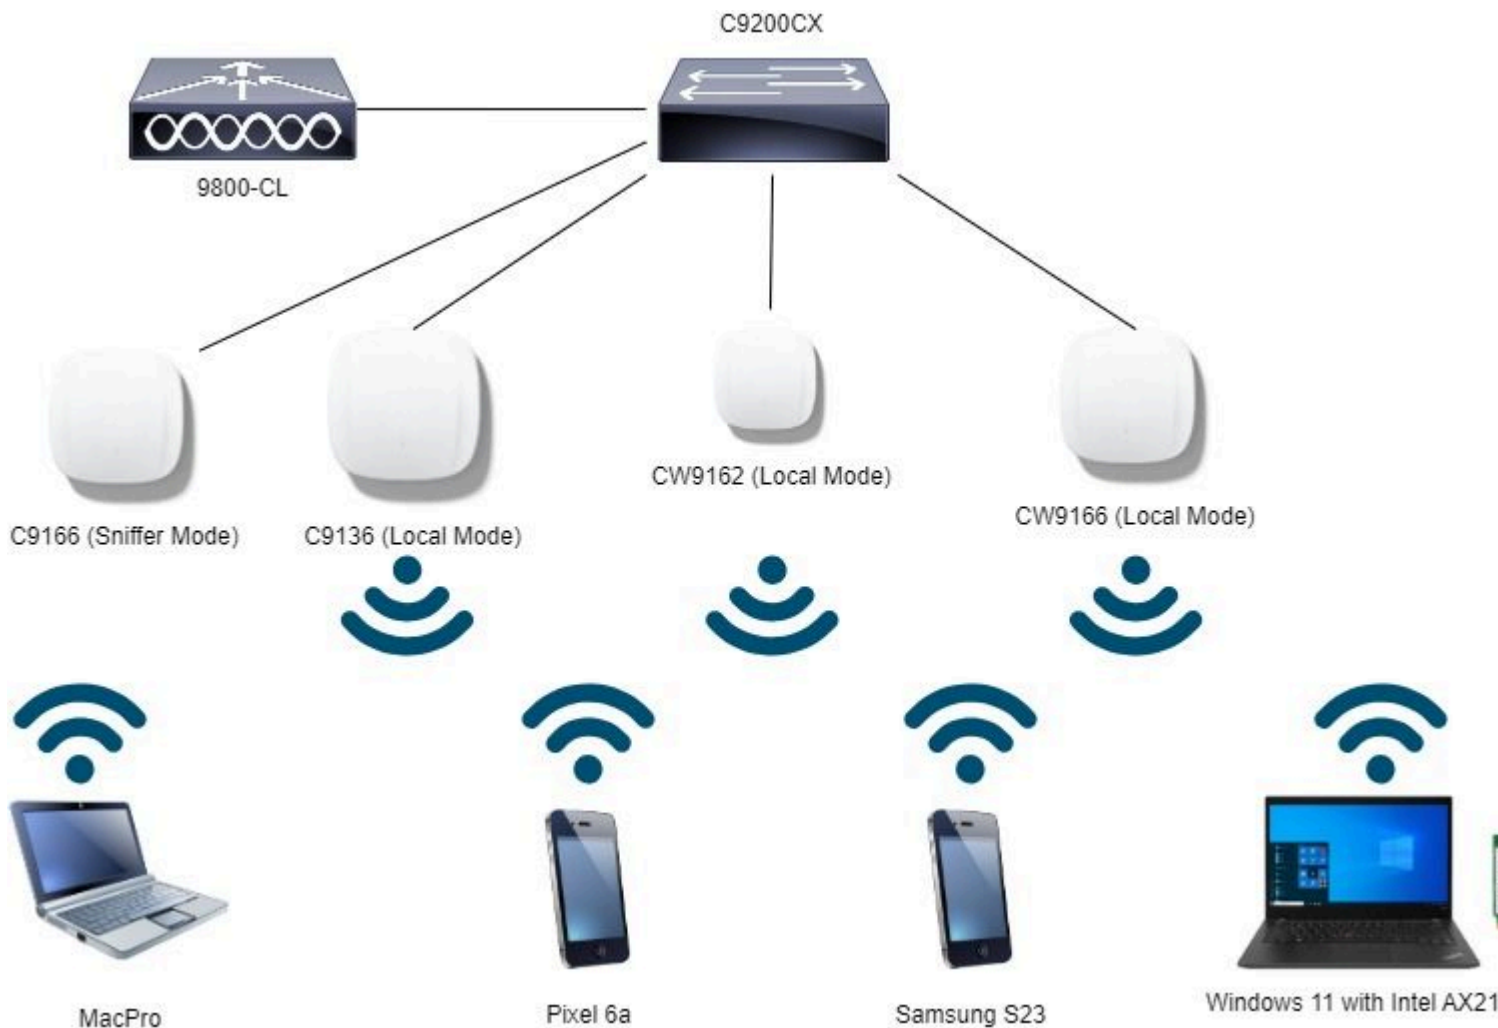 C9200CX
9800-CL
C9166 (Sniffer Mode)
C9136 (Local Mode)
CW9162 (Local Mode)
CW9166 (Local Mode)
MacPro
Pixel 6a
Samsung S23
Windows 11 with Intel AX21